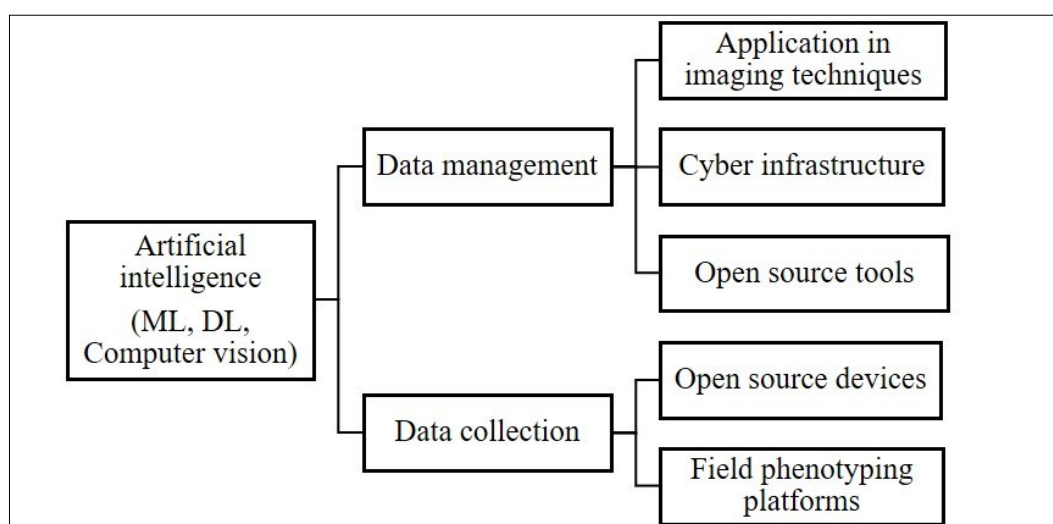 Application in
imaging techniques
Data management
Cyber infrastructure
Artificial
intelligence
(ML, DL,
Computer vision)
Open source tools
Open source devices
Data collection
Field phenotyping
platforms